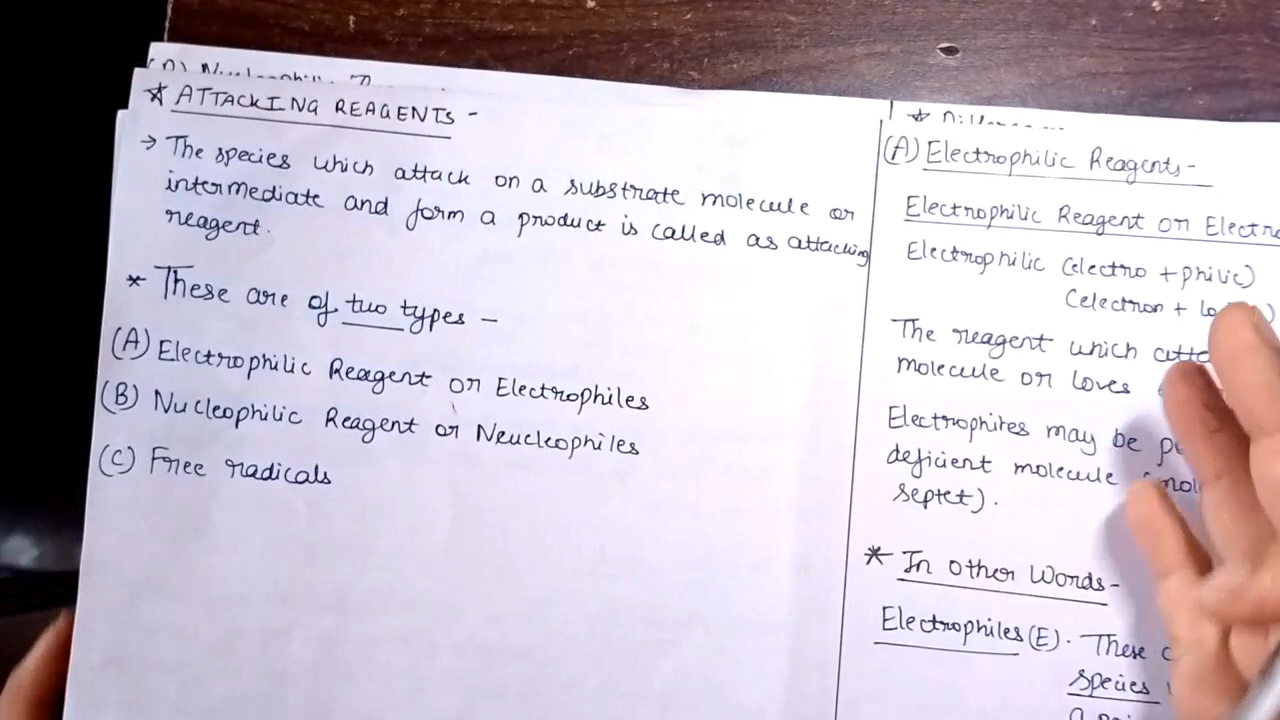 * ATTACKING REAGENTS -
→ The species which attack on a substrate molecule or
intermediate and form a product is called as attacking
reagent.
* These are of two types -
(A) Electrophilic Reagent or Electrophiles
(B) Nucleophilic Reagent or Neucleophiles
(C) Free radicals
(A) Electrophilic Reagents -
Electrophilic Reagent or
Electrophilic (electro + philic)
(electron +
The reagent which
molecule or loves
Electrophiles may be
deficient molecule
septet).
* In Other Words -
Electrophiles (E). These
species